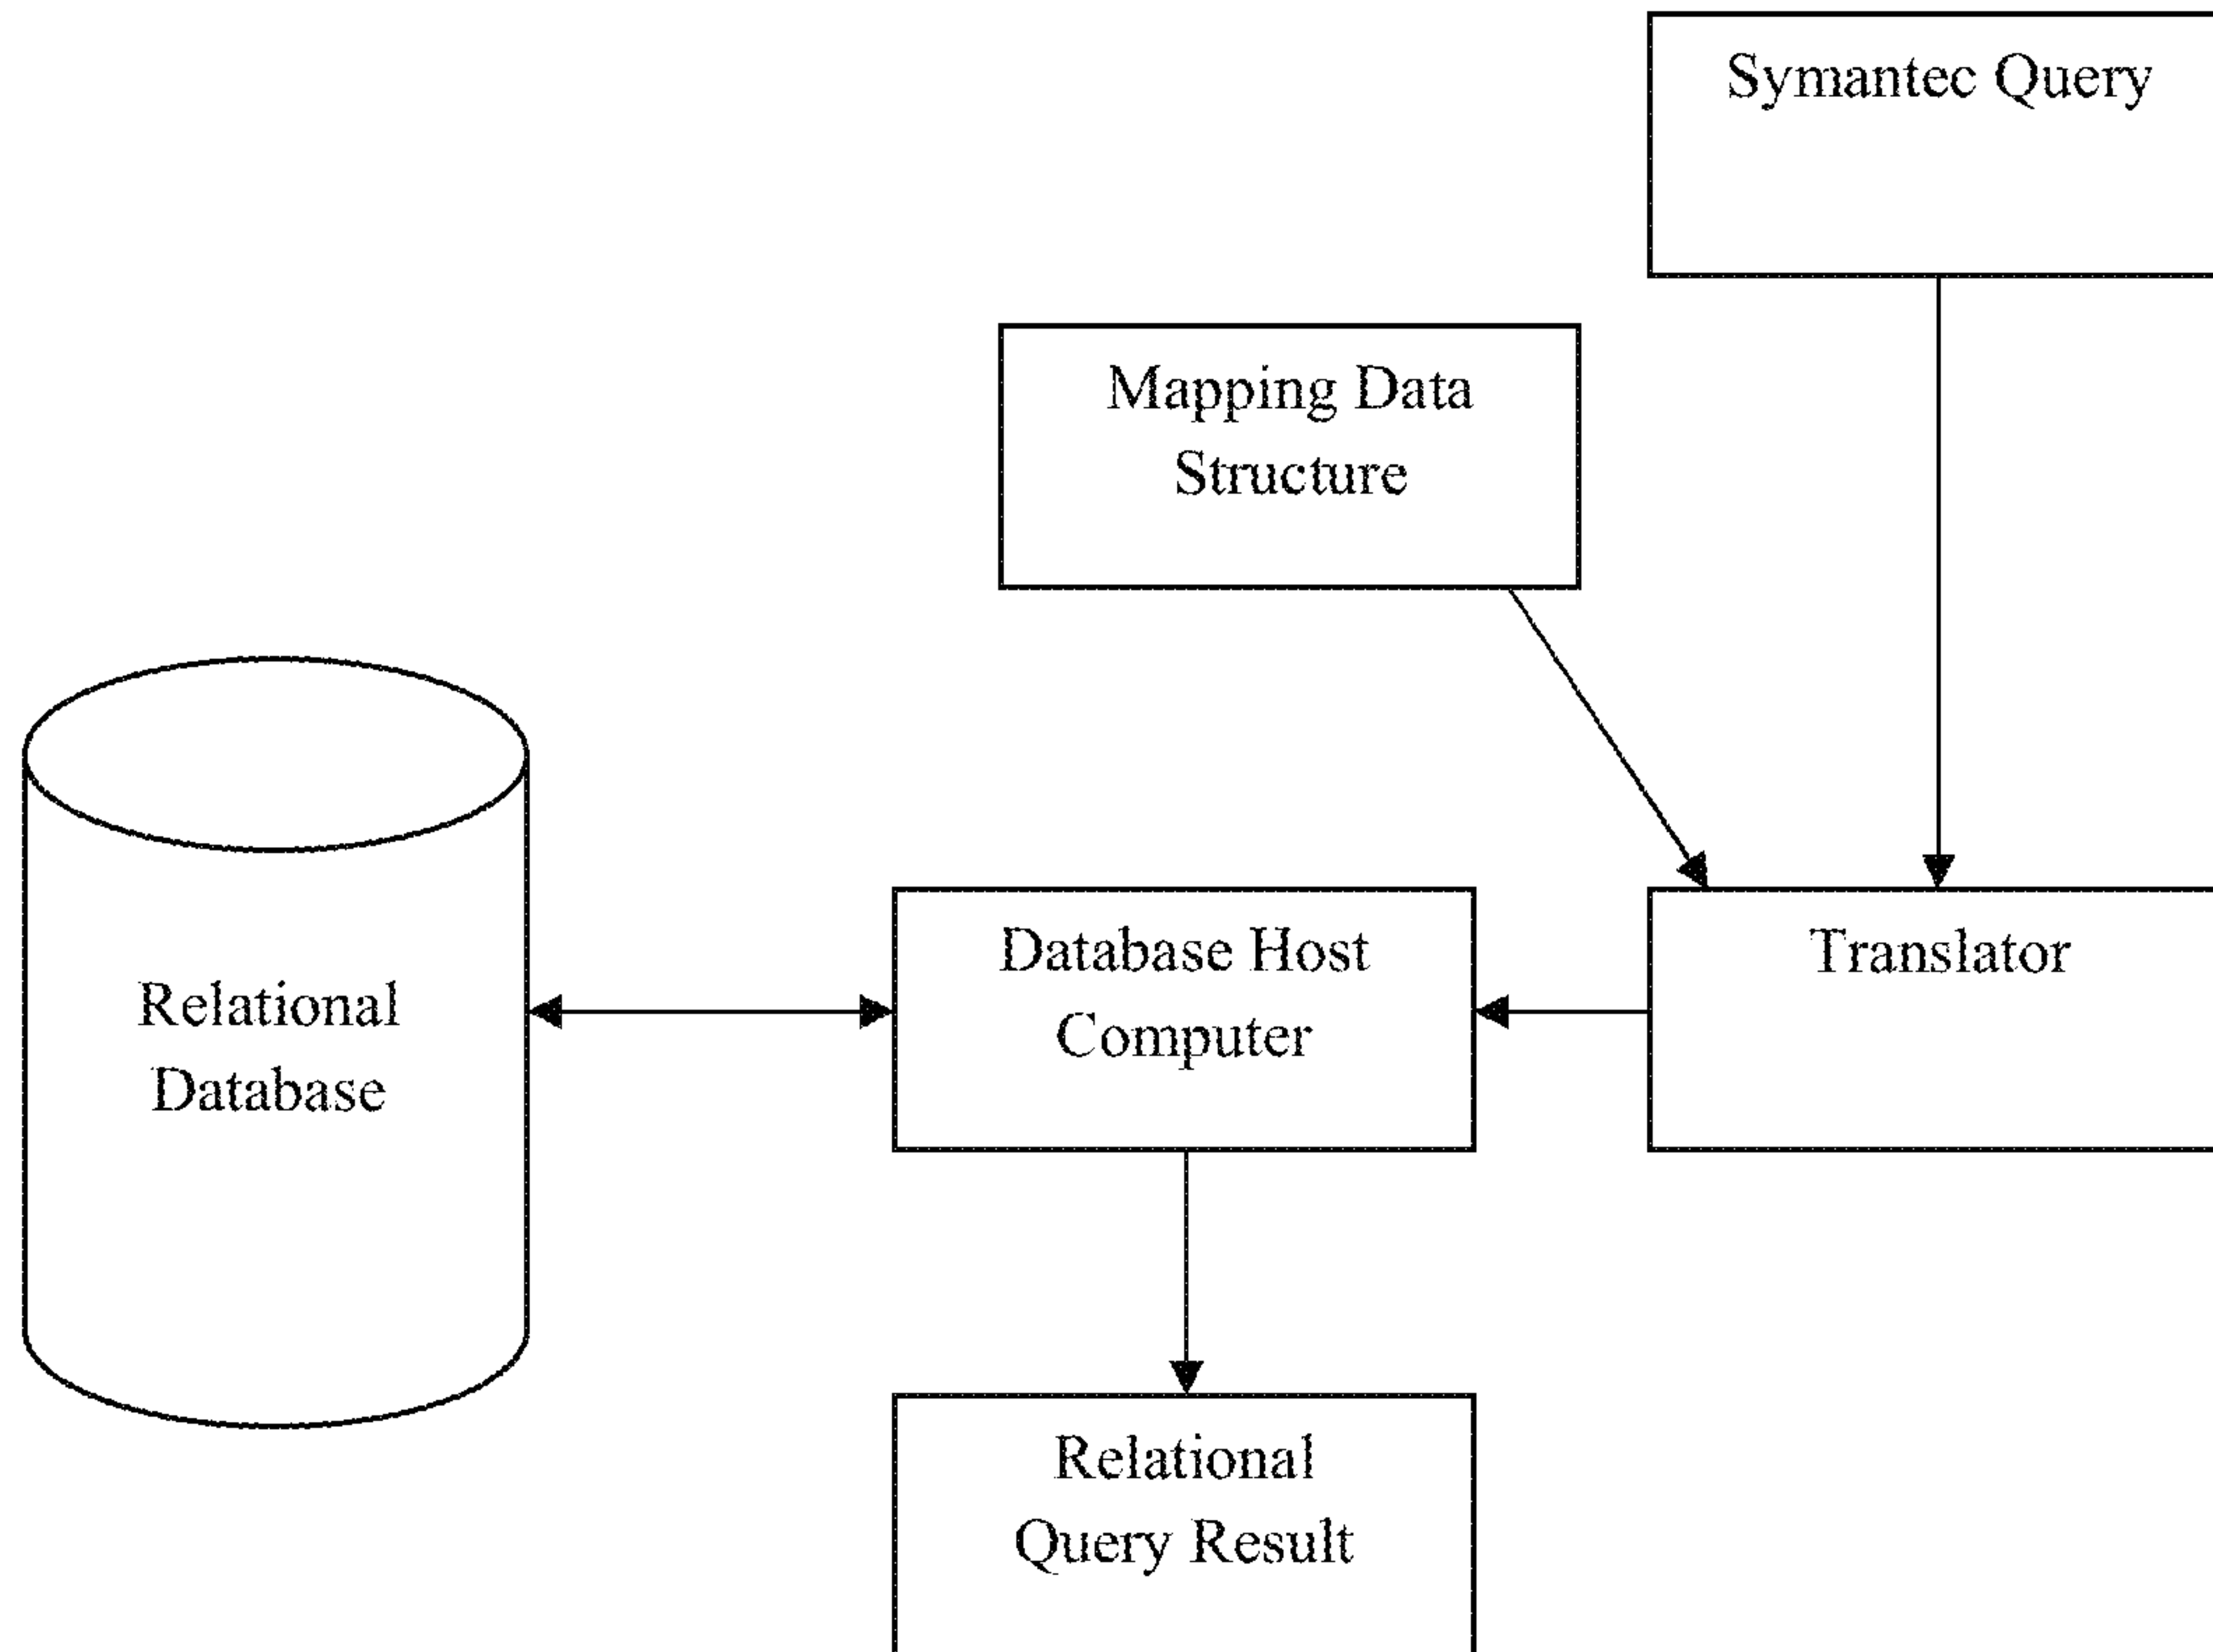 Symantec Query
Mapping Data
Structure
Relational
Database
Database Host
Computer
Translator
Relational
Query Result